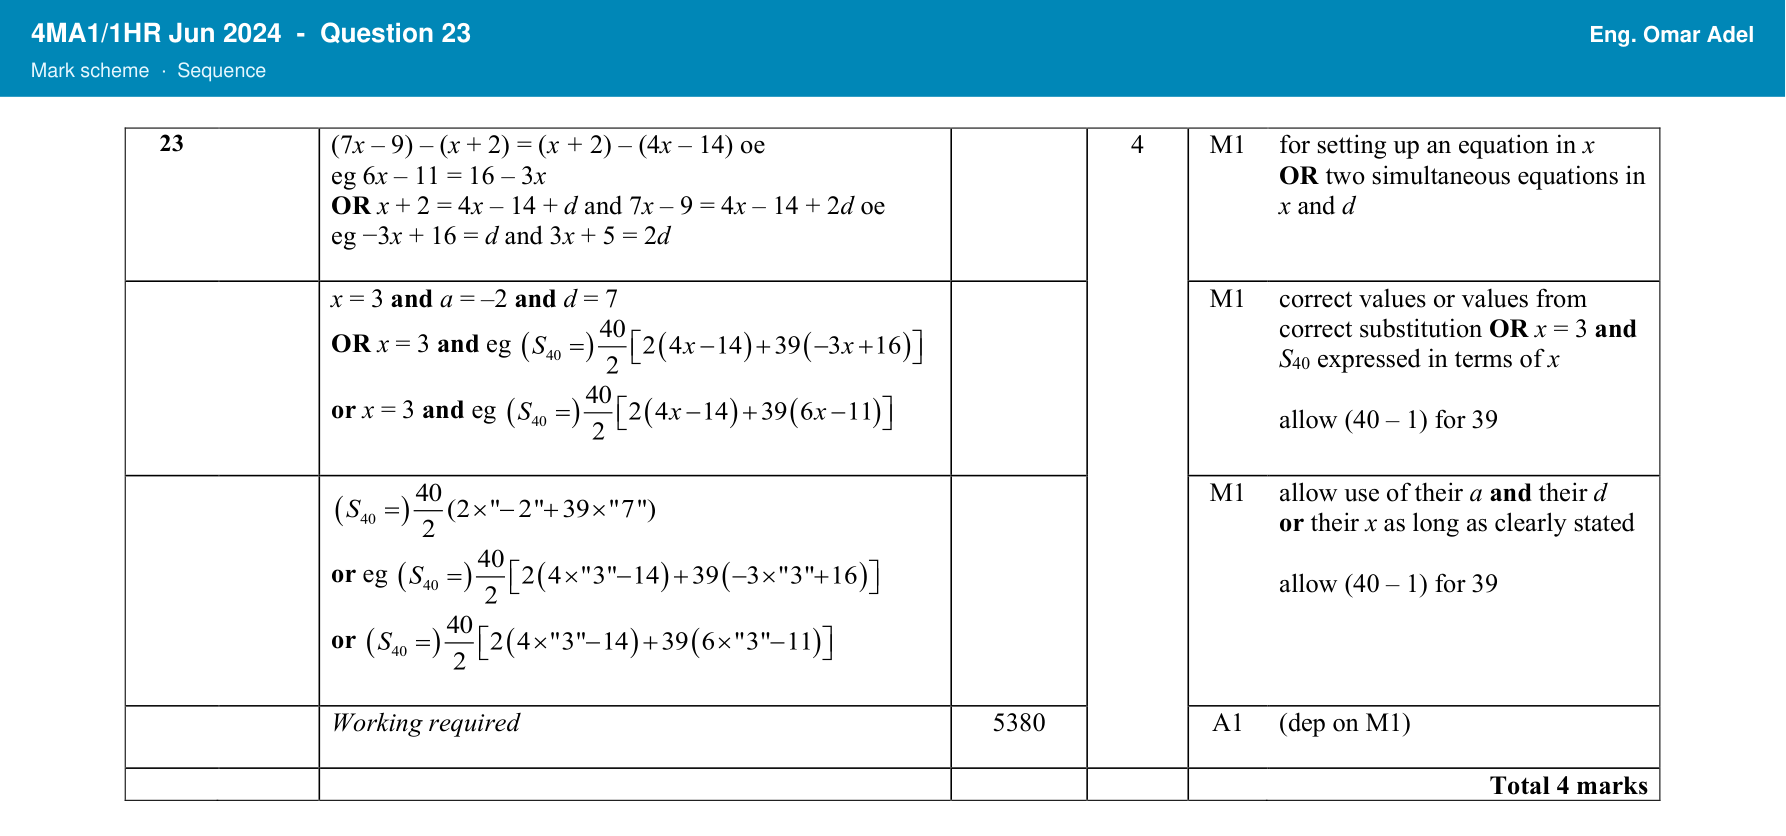 4MA1/1HR Jun 2024 - Question 23
Eng. Omar Adel
Mark scheme · Sequence
23
(7x – 9) – (x + 2) = (x + 2) – (4x – 14) oe
eg 6x – 11 = 16 – 3x
OR x + 2 = 4x – 14 + d and 7x – 9 = 4x – 14 + 2d oe
eg −3x + 16 = d and 3x + 5 = 2d
4
M1 for setting up an equation in x
OR two simultaneous equations in
x and d
x = 3 and a = –2 and d = 7
OR x = 3 and eg (S₄₀ =) 40/2 [2(4x−14)+39(−3x+16)]
or x = 3 and eg (S₄₀ =) 40/2 [2(4x−14)+39(6x−11)]
M1 correct values or values from
correct substitution OR x = 3 and
S₄₀ expressed in terms of x
allow (40 – 1) for 39
(S₄₀ =) 40/2 (2×"−2"+39×"7")
or eg (S₄₀ =) 40/2 [2(4×"3"−14)+39(−3×"3"+16)]
or (S₄₀ =) 40/2 [2(4×"3"−14)+39(6×"3"−11)]
M1 allow use of their a and their d
or their x as long as clearly stated
allow (40 – 1) for 39
Working required
5380
A1 (dep on M1)
Total 4 marks